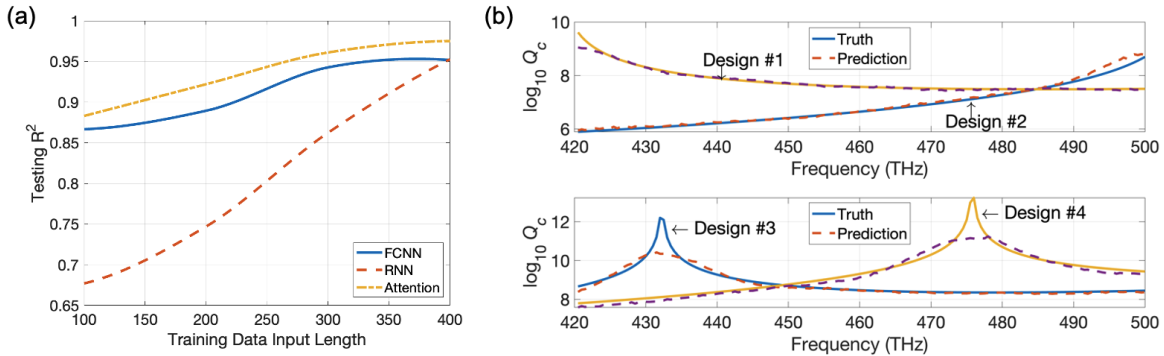 (a)
1
0.95
0.9
0.85
0.8
0.75
0.7
0.65
Testing R²
FCNN
RNN
Attention
100 150 200 250 300 350 400
Training Data Input Length
(b)
10
8
6
log₁₀ Q_c
Design #1
Design #2
Truth
Prediction
420 430 440 450 460 470 480 490 500
Frequency (THz)
12
10
8
log₁₀ Q_c
Truth
Prediction
Design #3
Design #4
420 430 440 450 460 470 480 490 500
Frequency (THz)